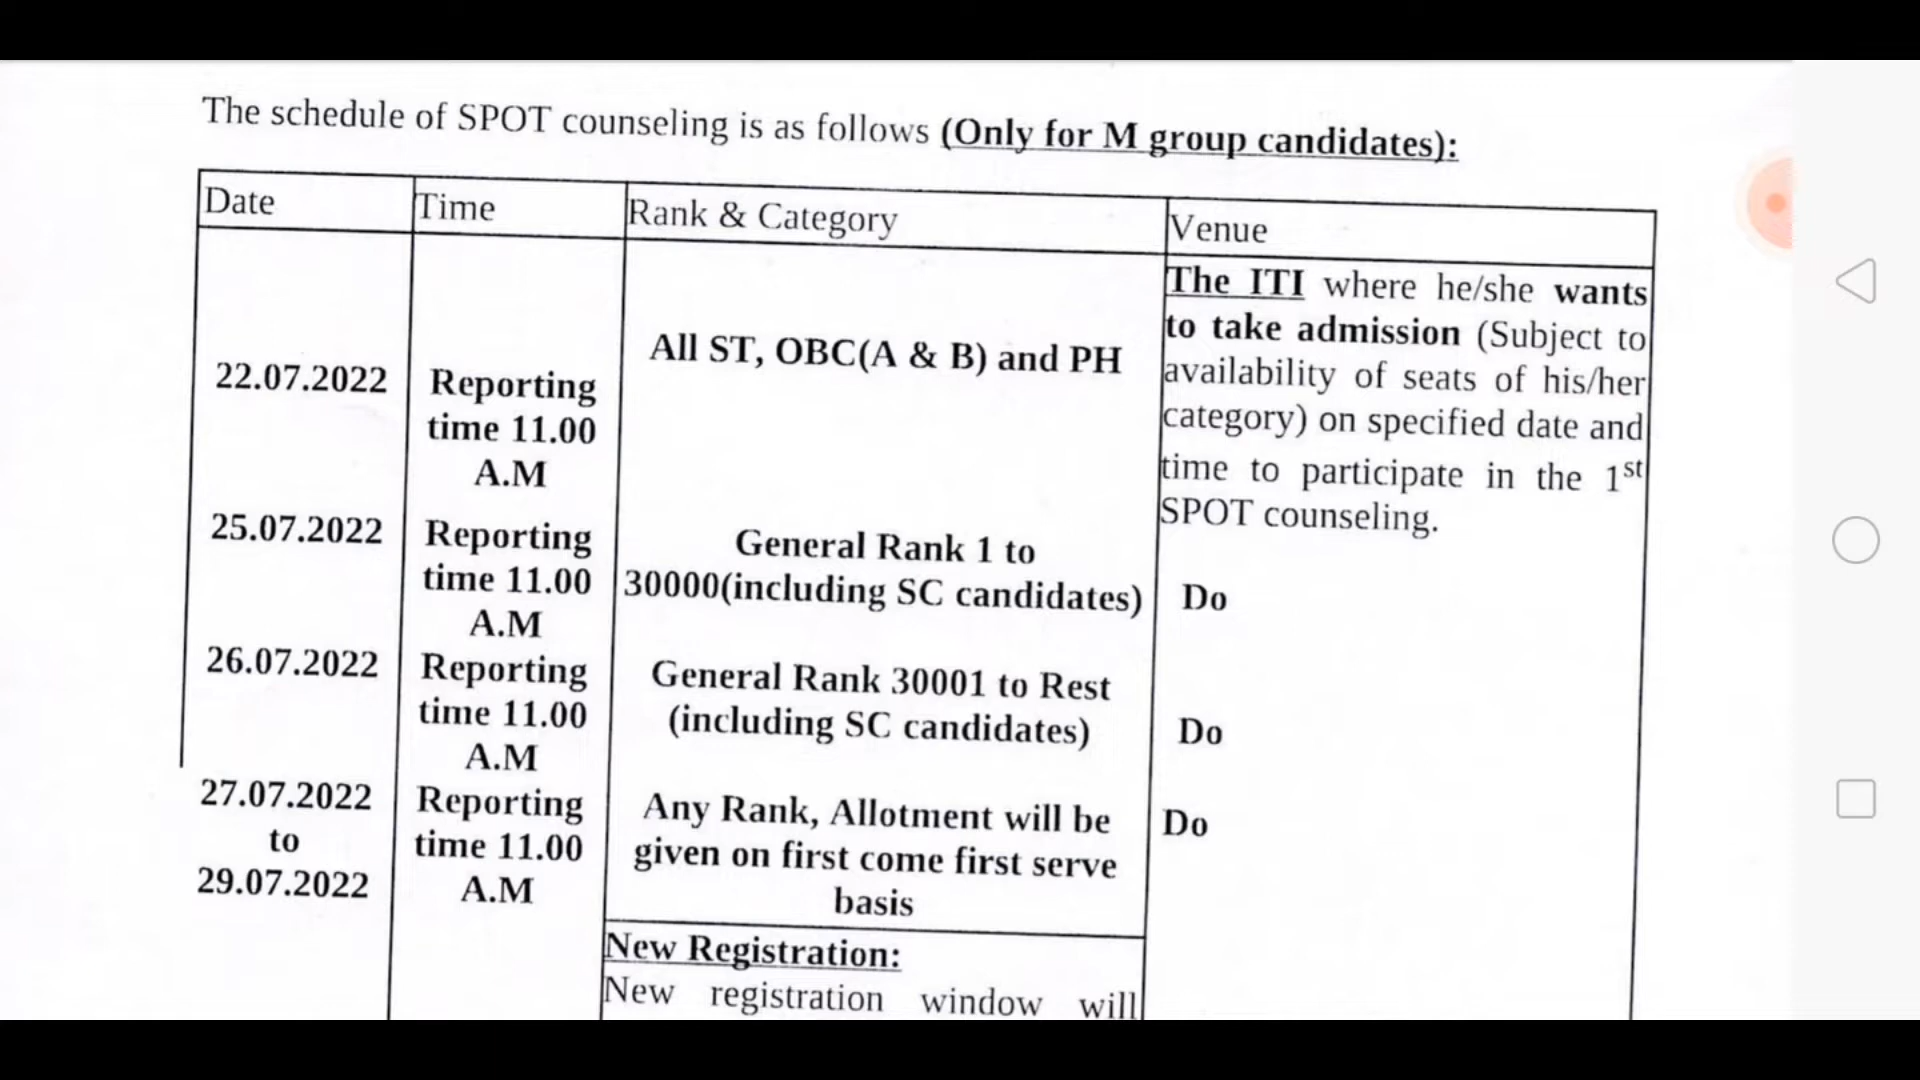 The schedule of SPOT counseling is as follows (Only for M group candidates):
Date Time Rank & Category Venue
22.07.2022
Reporting
time 11.00
A.M
All ST, OBC(A & B) and PH
The ITI where he/she wants
to take admission (Subject to
availability of seats of his/her
category) on specified date and
time to participate in the 1st
SPOT counseling.
25.07.2022
Reporting
time 11.00
A.M
General Rank 1 to
30000(including SC candidates)
Do
26.07.2022
Reporting
time 11.00
A.M
General Rank 30001 to Rest
(including SC candidates)
Do
27.07.2022
to
29.07.2022
Reporting
time 11.00
A.M
Any Rank, Allotment will be
given on first come first serve
basis
Do
New Registration:
New registration window will